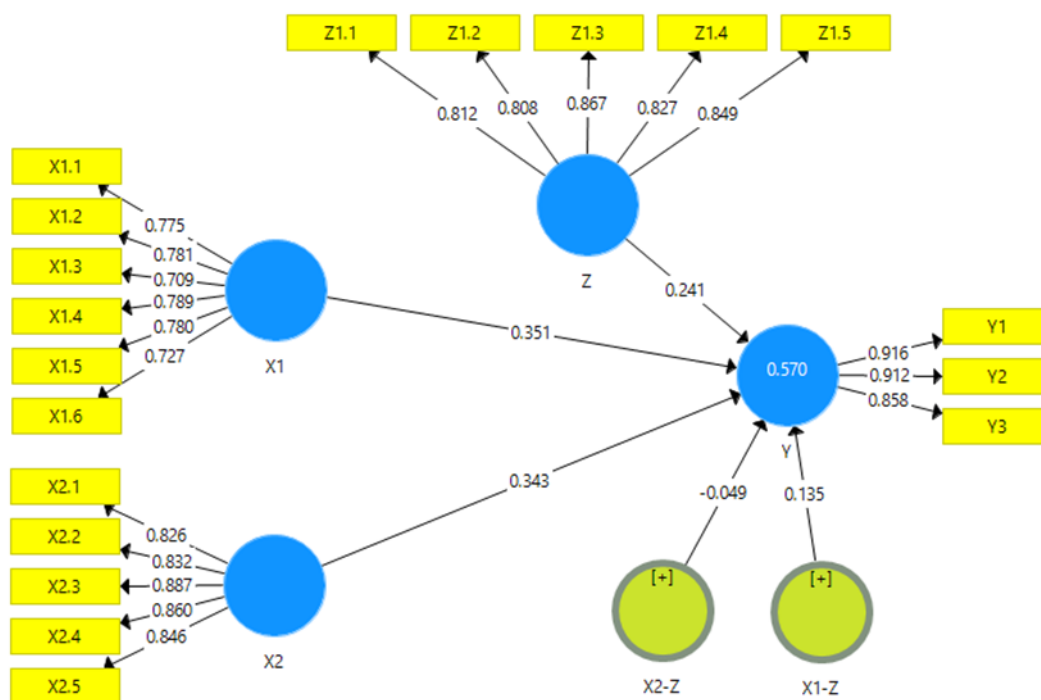 Z1.1 Z1.2 Z1.3 Z1.4 Z1.5
0.812 0.808 0.867 0.827 0.849
Z
X1.1
X1.2
X1.3
X1.4
X1.5
X1.6
0.775
0.781
0.709
0.789
0.780
0.727
X1
0.241
0.351
0.570
Y
Y1
Y2
Y3
0.916
0.912
0.858
X2.1
X2.2
X2.3
X2.4
X2.5
0.826
0.832
0.887
0.860
0.846
X2
0.343
-0.049 0.135
[+] [+]
X2-Z X1-Z